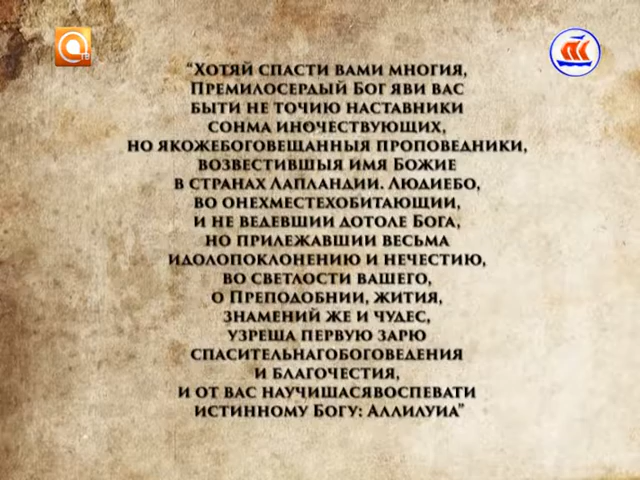 “Хотяй спасти вами многия,
Премилосердый Бог яви вас
быти не точию наставники
сонма иночествующих,
но якожебоговещанныя проповедники,
возвестившыя имя Божие
в странах Лапландии. Людиебо,
во онехместехобитающии,
и не ведевшии дотоле Бога,
но прилежавшии весьма
идолопоклонению и нечестию,
во светлости вашего,
о Преподобнии, жития,
знамений же и чудес,
узреша первую зарю
спасительнагобоговедения
и благочестия,
и от вас научишасявоспевати
истинному Богу: Аллилуиа”
ТВ